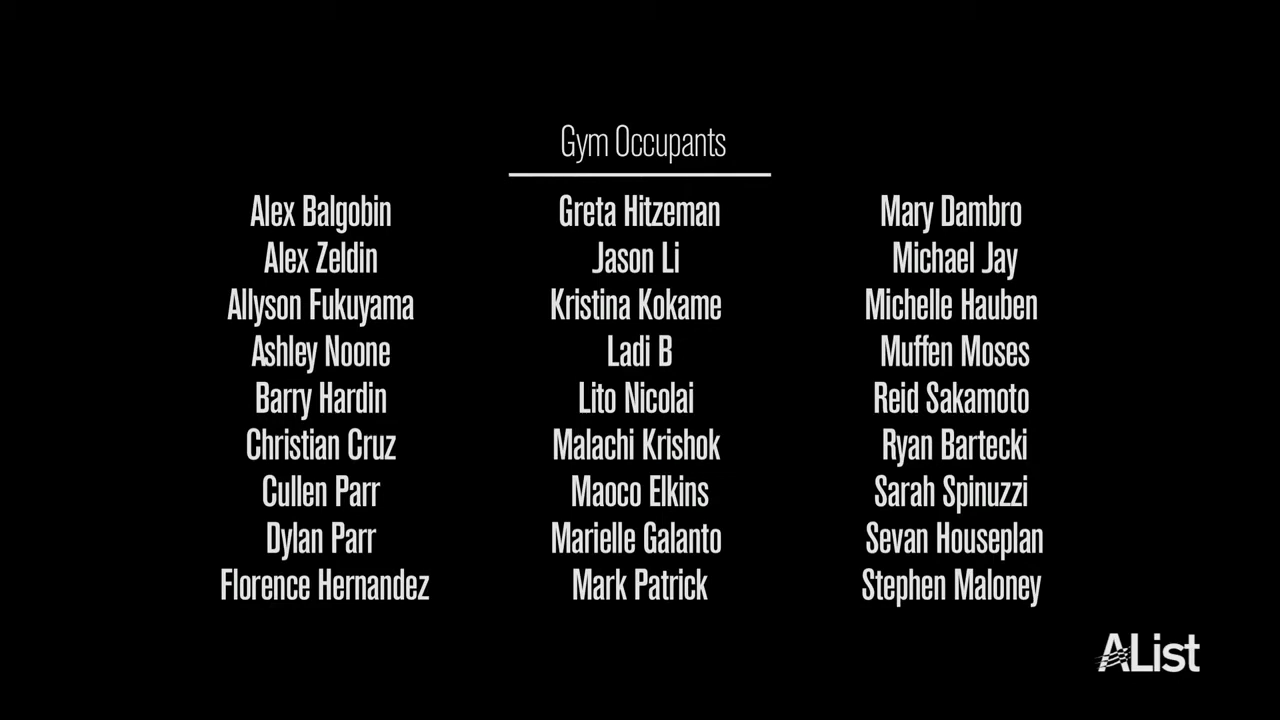 Gym Occupants
Alex Balgobin
Alex Zeldin
Allyson Fukuyama
Ashley Noone
Barry Hardin
Christian Cruz
Cullen Parr
Dylan Parr
Florence Hernandez
Greta Hitzeman
Jason Li
Kristina Kokame
Ladi B
Lito Nicolai
Malachi Krishok
Maoco Elkins
Marielle Galanto
Mark Patrick
Mary Dambro
Michael Jay
Michelle Hauben
Muffen Moses
Reid Sakamoto
Ryan Bartecki
Sarah Spinuzzi
Sevan Houseplan
Stephen Maloney
AList